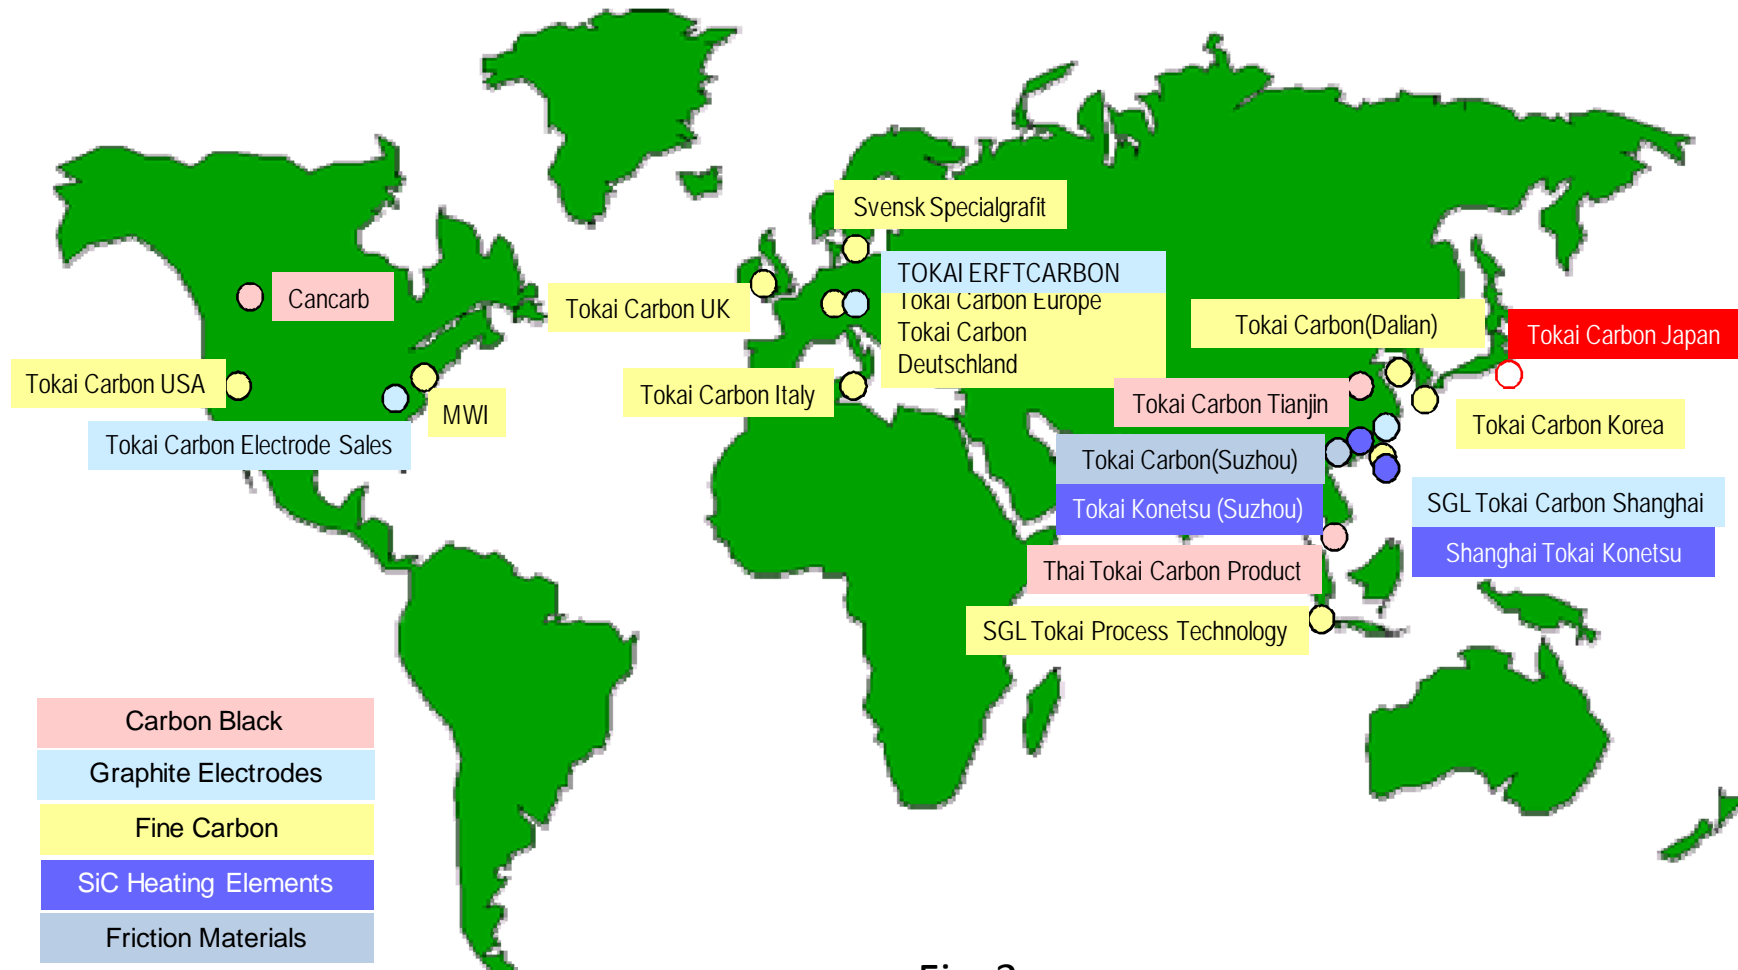 Svensk Specialgrafit
TOKAI ERFTCARBON
Cancarb
Tokai Carbon UK
Tokai Carbon Europe
Tokai Carbon
Deutschland
Tokai Carbon(Dalian)
Tokai Carbon Japan
Tokai Carbon USA
MWI
Tokai Carbon Italy
Tokai Carbon Tianjin
Tokai Carbon Korea
Tokai Carbon Electrode Sales
Tokai Carbon(Suzhou)
Tokai Konetsu (Suzhou)
SGL Tokai Carbon Shanghai
Shanghai Tokai Konetsu
Thai Tokai Carbon Product
SGL Tokai Process Technology
Carbon Black
Graphite Electrodes
Fine Carbon
SiC Heating Elements
Friction Materials